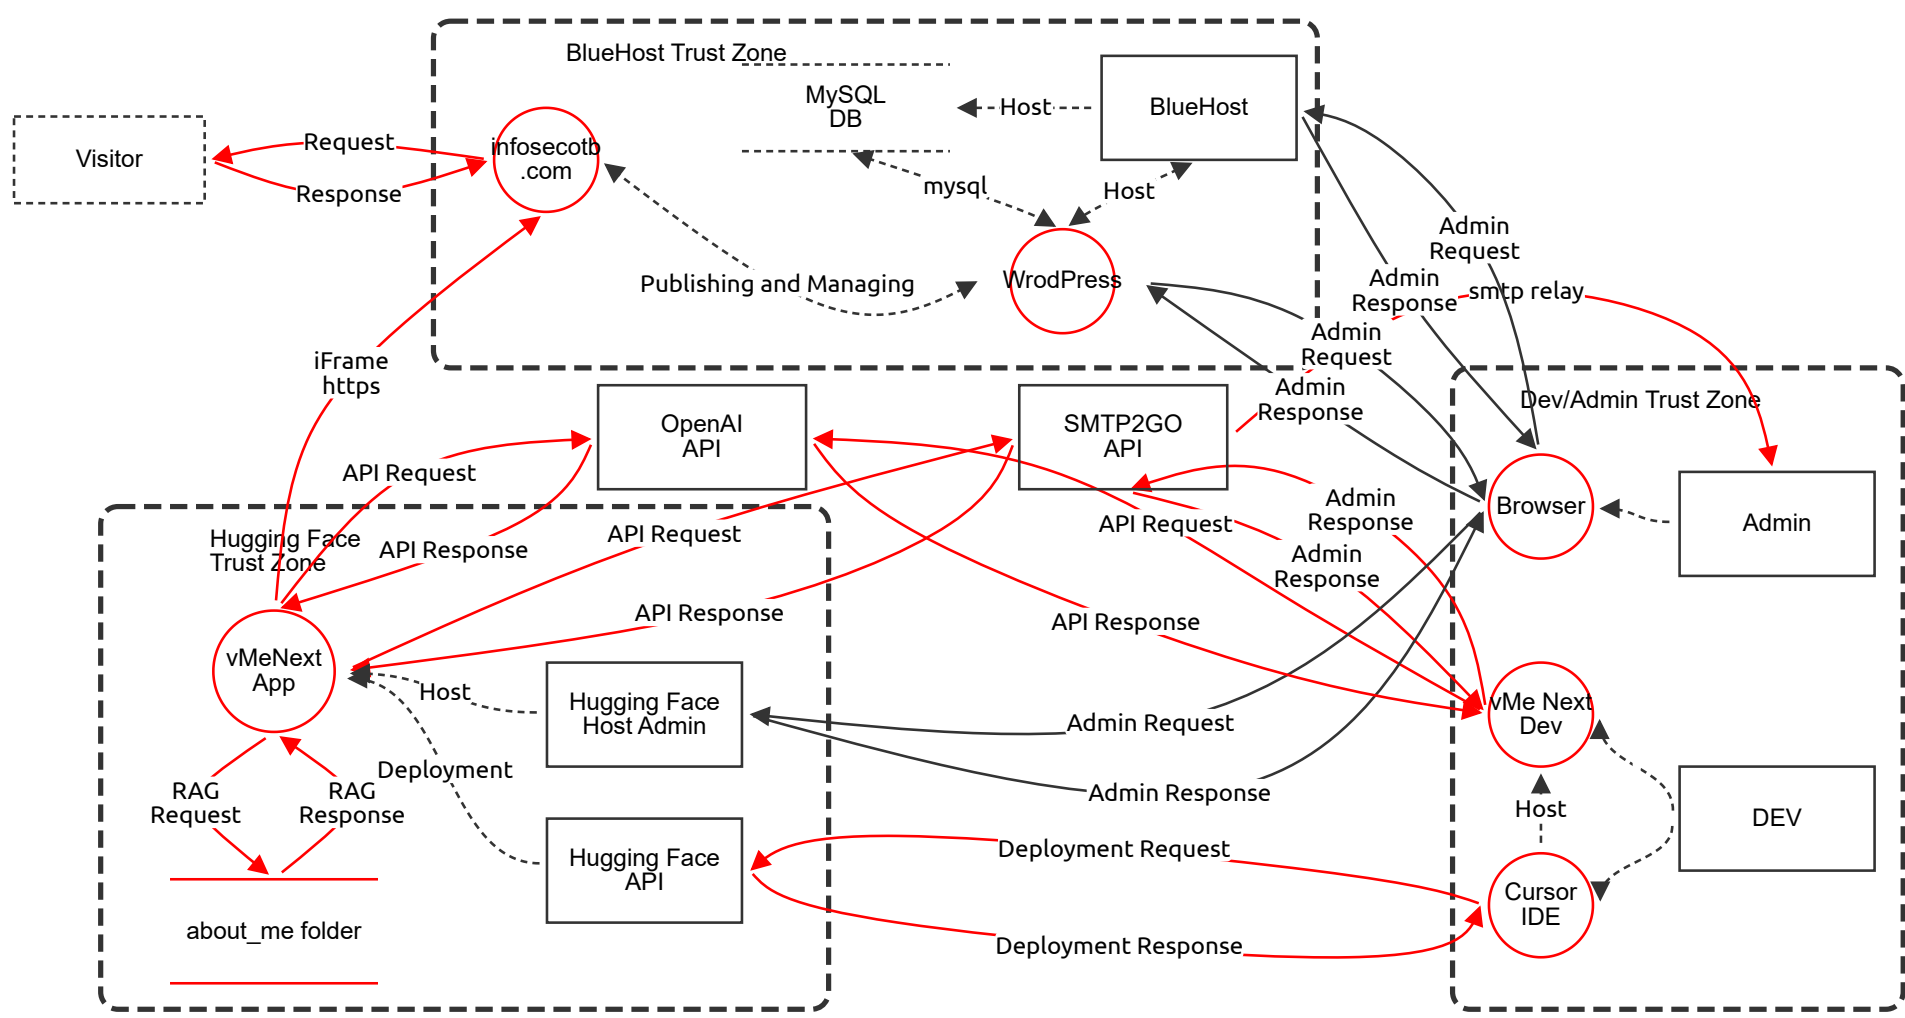 BlueHost Trust Zone
MySQL
DB
Host
BlueHost
Visitor
Request
Response
infosecotb
.com
mysql
Host
Publishing and Managing
WrodPress
Admin
Request
Admin
Response
smtp relay
Admin
Request
Admin
Response
iFrame
https
OpenAI
API
SMTP2GO
API
Dev/Admin Trust Zone
API Request
Hugging Face
Trust Zone
API Response
API Request
API Request
Admin
Response
Admin
Response
Browser
Admin
API Response
API Response
vMeNext
App
Host
Hugging Face
Host Admin
Admin Request
vMe Next
Dev
Deployment
RAG
Request
RAG
Response
Admin Response
Host
DEV
Hugging Face
API
Deployment Request
Cursor
IDE
about_me folder
Deployment Response